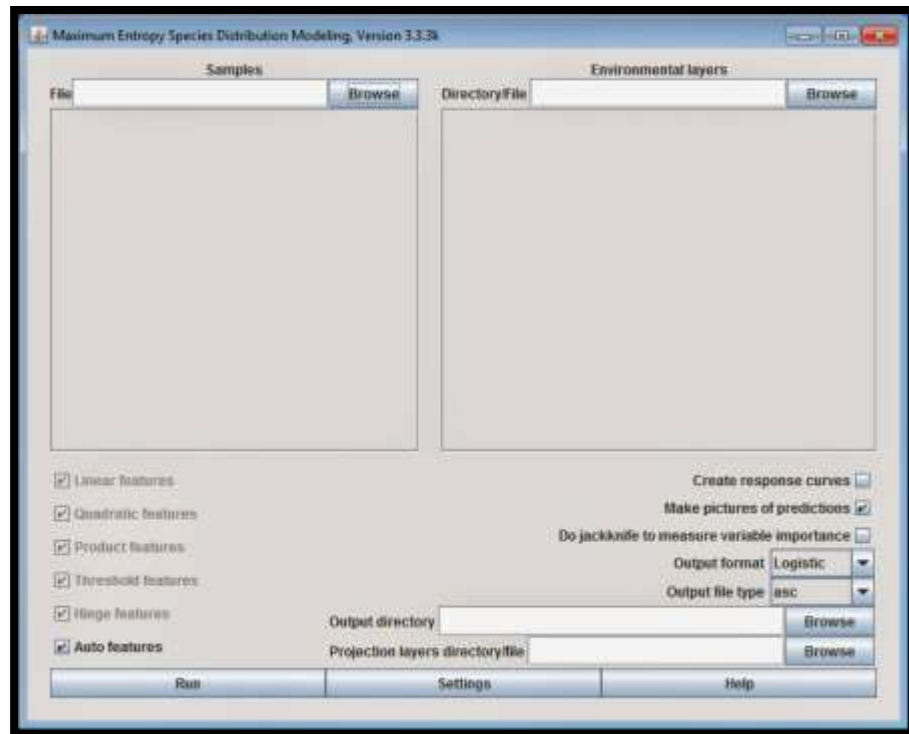 Maximum Entropy Species Distribution Modeling, Version 3.3.3k
Samples
File Browse
Environmental layers
Directory/File Browse
Linear features
Quadratic features
Product features
Threshold features
Hinge features
Auto features
Create response curves
Make pictures of predictions
Do jackknife to measure variable importance
Output format Logistic
Output file type asc
Output directory Browse
Projection layers directory/file Browse
Run Settings Help